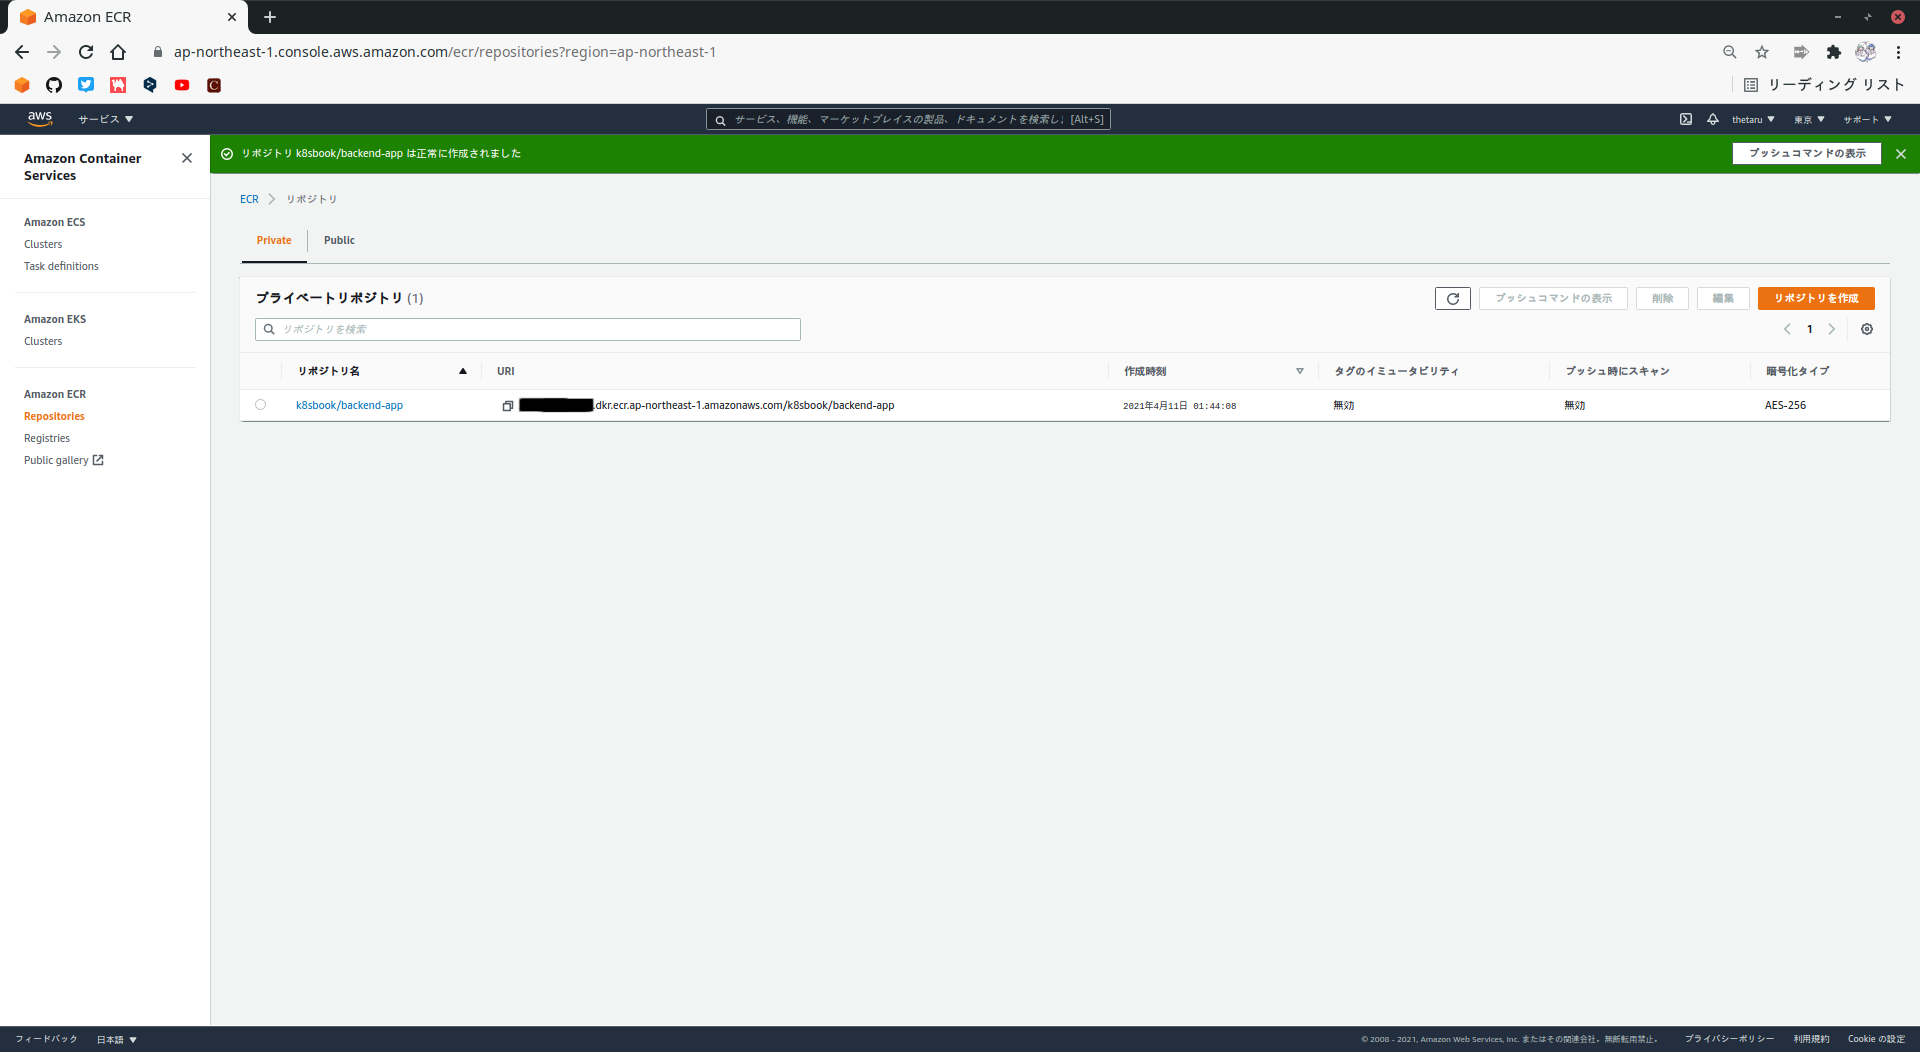 Amazon ECR
ap-northeast-1.console.aws.amazon.com/ecr/repositories?region=ap-northeast-1
リーディング リスト
aws
サービス
サービス、機能、マーケットプレイスの製品、ドキュメントを検索し
[Alt+S]
thetaru
東京
サポート
Amazon Container Services
リポジトリ k8sbook/backend-app は正常に作成されました
プッシュコマンドの表示
Amazon ECS
Clusters
Task definitions
Amazon EKS
Clusters
Amazon ECR
Repositories
Registries
Public gallery
ECR
リポジトリ
Private
Public
プライベートリポジトリ (1)
プッシュコマンドの表示
削除
編集
リポジトリを作成
リポジトリを検索
1
リポジトリ名
URI
作成時刻
タグのイミュータビリティ
プッシュ時にスキャン
暗号化タイプ
k8sbook/backend-app
.dkr.ecr.ap-northeast-1.amazonaws.com/k8sbook/backend-app
2021年4月11日 01:44:08
無効
無効
AES-256
フィードバック
日本語
© 2008 - 2021, Amazon Web Services, Inc. またはその関連会社。無断転用禁止。
プライバシーポリシー
利用規約
Cookie の設定